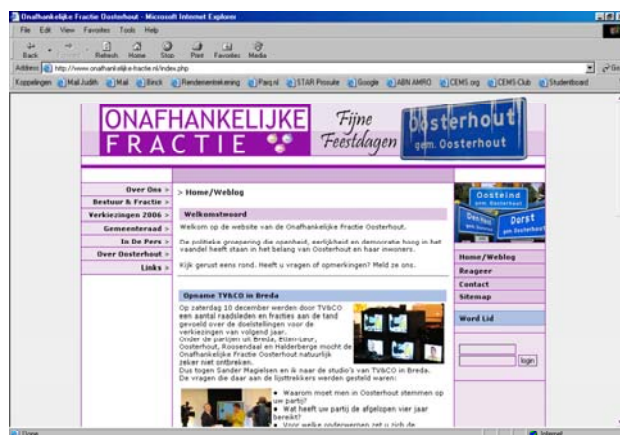 Onafhankelijke Fractie Oosterhout - Microsoft Internet Explorer
File Edit View Favorites Tools Help
Back Refresh Home Stop Print Favorites Media
Address http://www.onafhankelijke-fractie.nl/index.php
Koppelingen Mail Judith Mail Binck Rendementrekening Parq.nl STAR Prosuite Google ABN AMRO CEMS org CEMS Club Studentboard
ONAFHANKELIJKE
FRACTIE
Fijne
Feestdagen
Oosterhout
gem. Oosterhout
Over Ons >
Bestuur & Fractie >
Verkiezingen 2006 >
Gemeenteraad >
In De Pers >
Over Oosterhout >
Links >
> Home/Weblog
Welkomstwoord
Welkom op de website van de Onafhankelijke Fractie Oosterhout.
De politieke groepering die openheid, eerlijkheid en democratie hoog in het
vaandel heeft staan in het belang van Oosterhout en haar inwoners.
Kijk gerust eens rond. Heeft u vragen of opmerkingen? Meld ze ons.
Opname TV&CO in Breda
Op zaterdag 10 december werden door TV&CO
een aantal raadsleden en fracties aan de tand
gevoeld over de doelstellingen voor de
verkiezingen van volgend jaar.
Onder de partijen uit Breda, Etten-Leur,
Oosterhout, Roosendaal en Halderberge mocht de
Onafhankelijke Fractie Oosterhout natuurlijk
zeker niet ontbreken.
Dus togen Sander Magielsen en ik naar de studio's van TV&CO in Breda.
De vragen die daar aan de lijsttrekkers werden gesteld waren:
Waarom moet men in Oosterhout stemmen op
uw partij?
Wat heeft uw partij de afgelopen vier jaar
bereikt?
Voor welke onderwerpen zet u zich de
Oosteind
gem. Oosterhout
Den Hout
Dorst
gem. Oosterhout
Home/Weblog
Reageer
Contact
Sitemap
Word Lid
login
Done
Internet